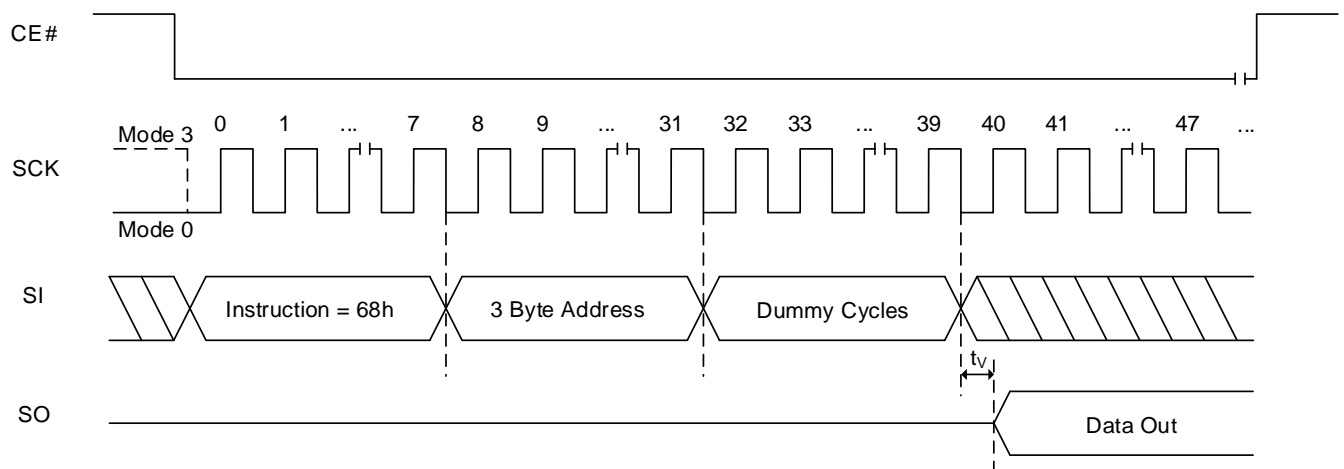 CE#
Mode 3 0 1 ... 7 8 9 ... 31 32 33 ... 39 40 41 ... 47 ...
SCK
Mode 0
SI Instruction = 68h 3 Byte Address Dummy Cycles
tV
SO Data Out